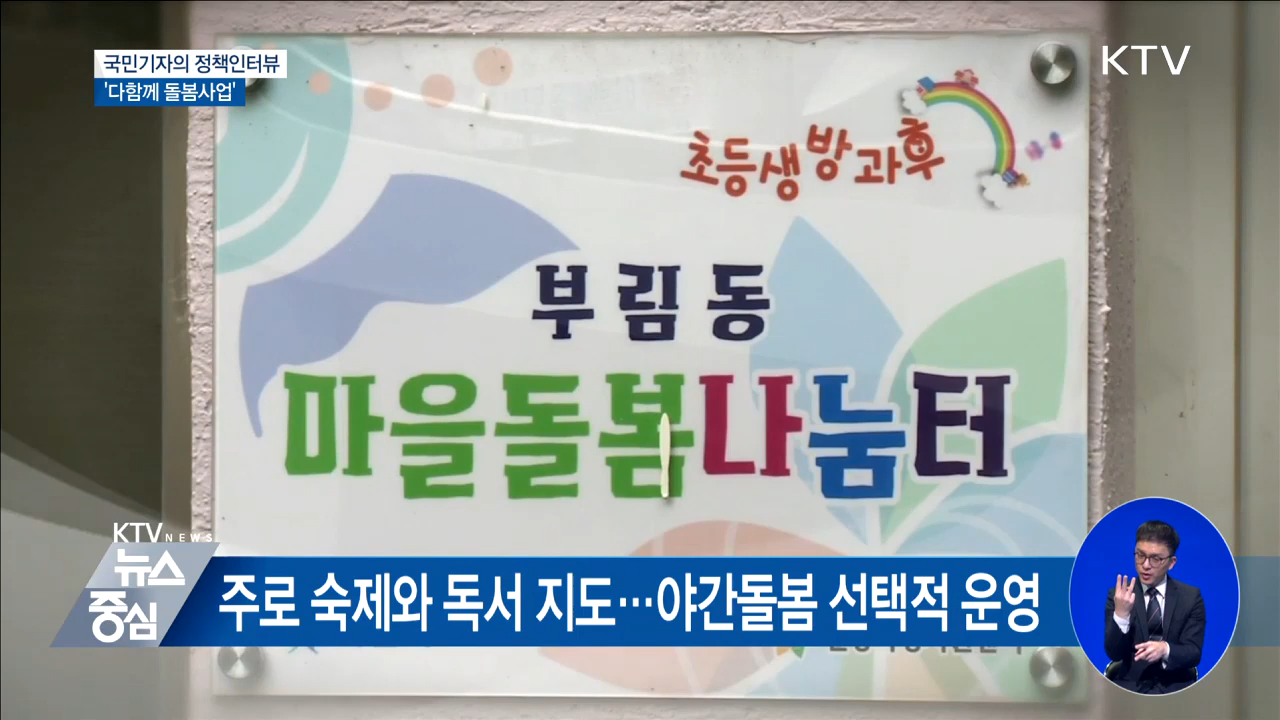 국민기자의 정책인터뷰
'다함께 돌봄사업'
KTV
초등생방과후
부림동
마을돌봄나눔터
KTV NEWS
뉴스
중심
주로 숙제와 독서 지도…야간돌봄 선택적 운영